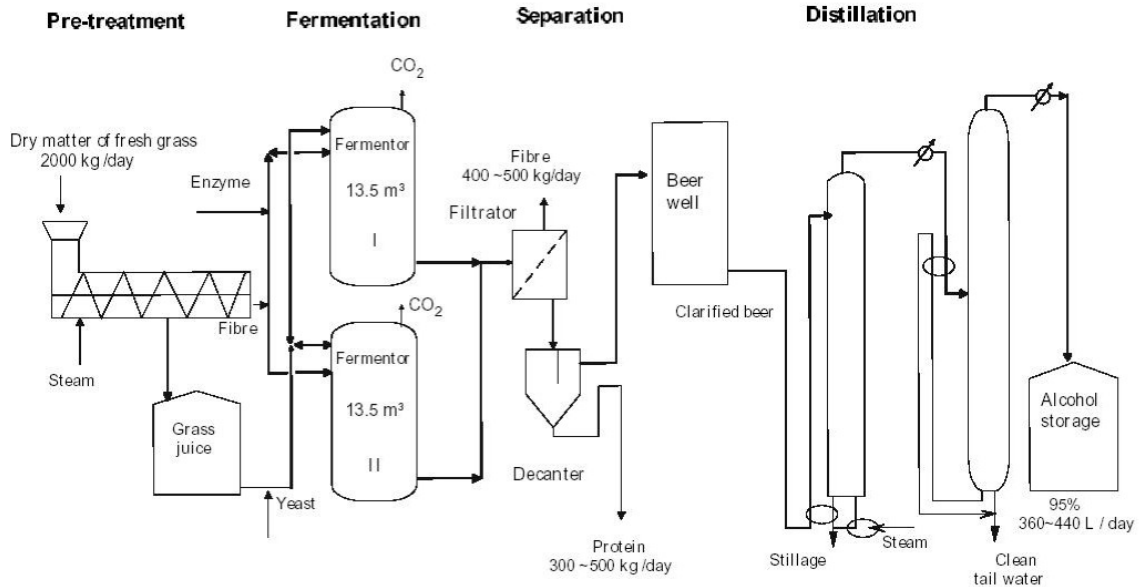 Pre-treatment
Fermentation
Separation
Distillation
CO2
Dry matter of fresh grass
2000 kg /day
Fermentor
13.5 m³
I
Enzyme
Fibre
400 ~500 kg/day
Filtrator
Beer
well
Fibre
CO2
Clarified beer
Fermentor
13.5 m³
II
Steam
Grass
juice
Alcohol
storage
Decanter
Yeast
95%
360~440 L / day
Protein
300 ~500 kg/day
Stillage
Steam
Clean
tail water